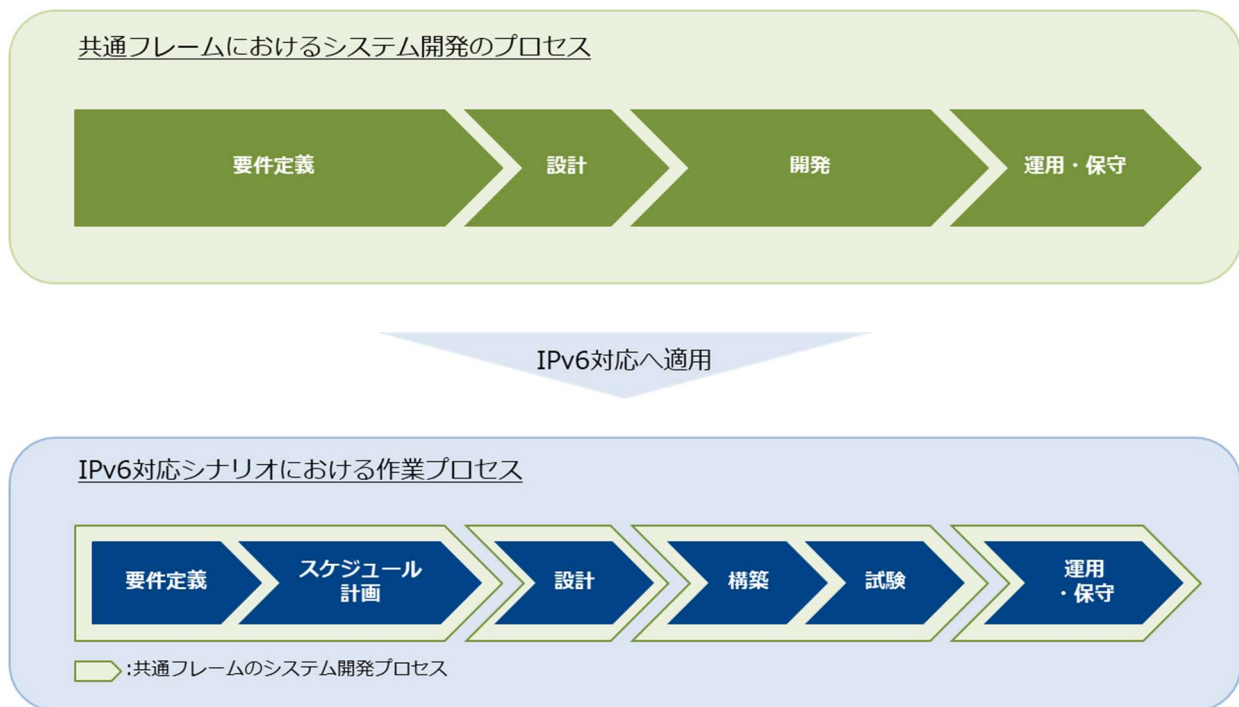 共通フレームにおけるシステム開発のプロセス
要件定義
設計
開発
運用・保守
IPv6対応へ適用
IPv6対応シナリオにおける作業プロセス
要件定義
スケジュール
計画
設計
構築
試験
運用
・保守
:共通フレームのシステム開発プロセス